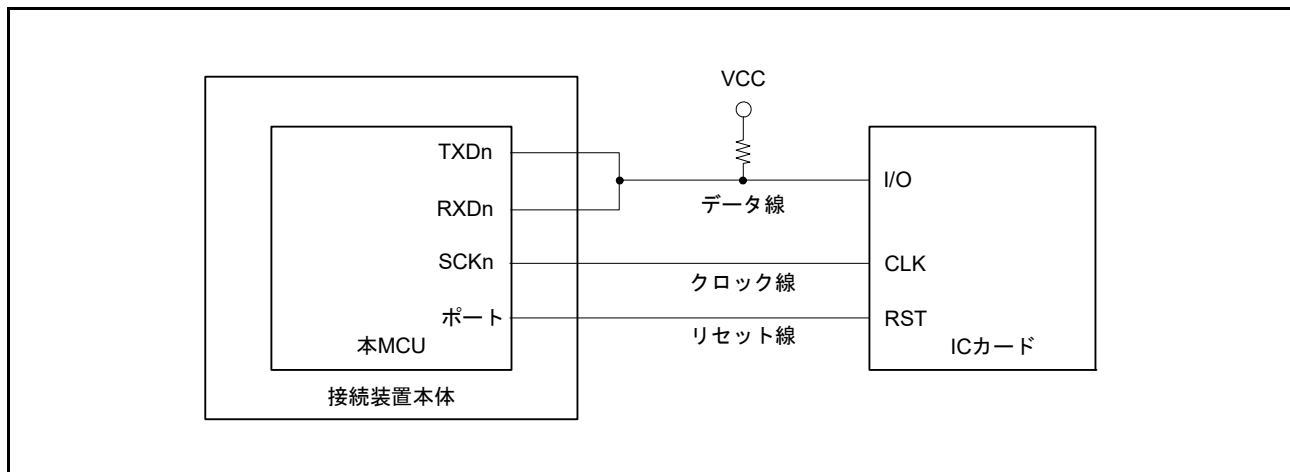 VCC
TXDn
I/O
RXDn
データ線
SCKn
CLK
クロック線
ポート
RST
リセット線
本MCU
ICカード
接続装置本体